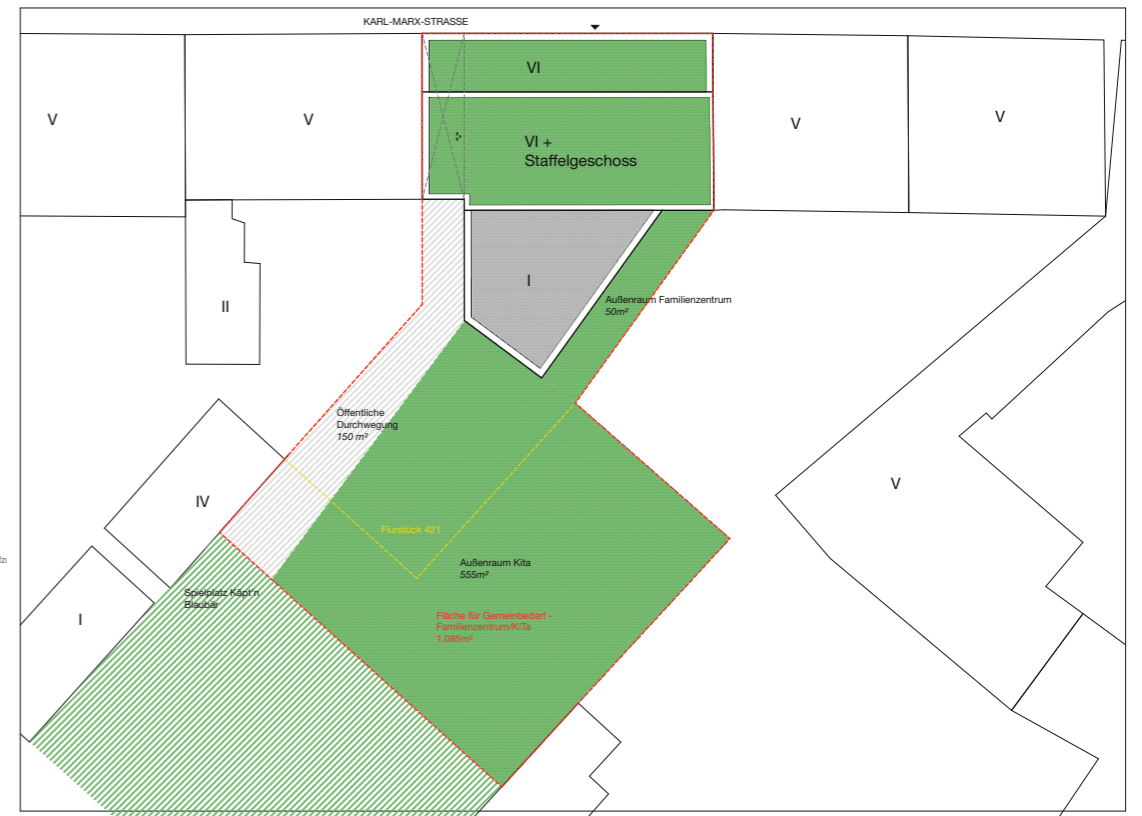 KARL-MARX-STRASSE
VI
V
V
V
V
VI +
Staffelgeschoss
I
II
Außenraum Familienzentrum
50m²
Öffentliche
Durchwegung
150 m²
V
IV
Flurstück 421
Außenraum Kita
555m²
Spielplatz Käpt'n
Blaubär
I
Fläche für Gemeinbedarf -
Familienzentrum/KiTa
1.085m²